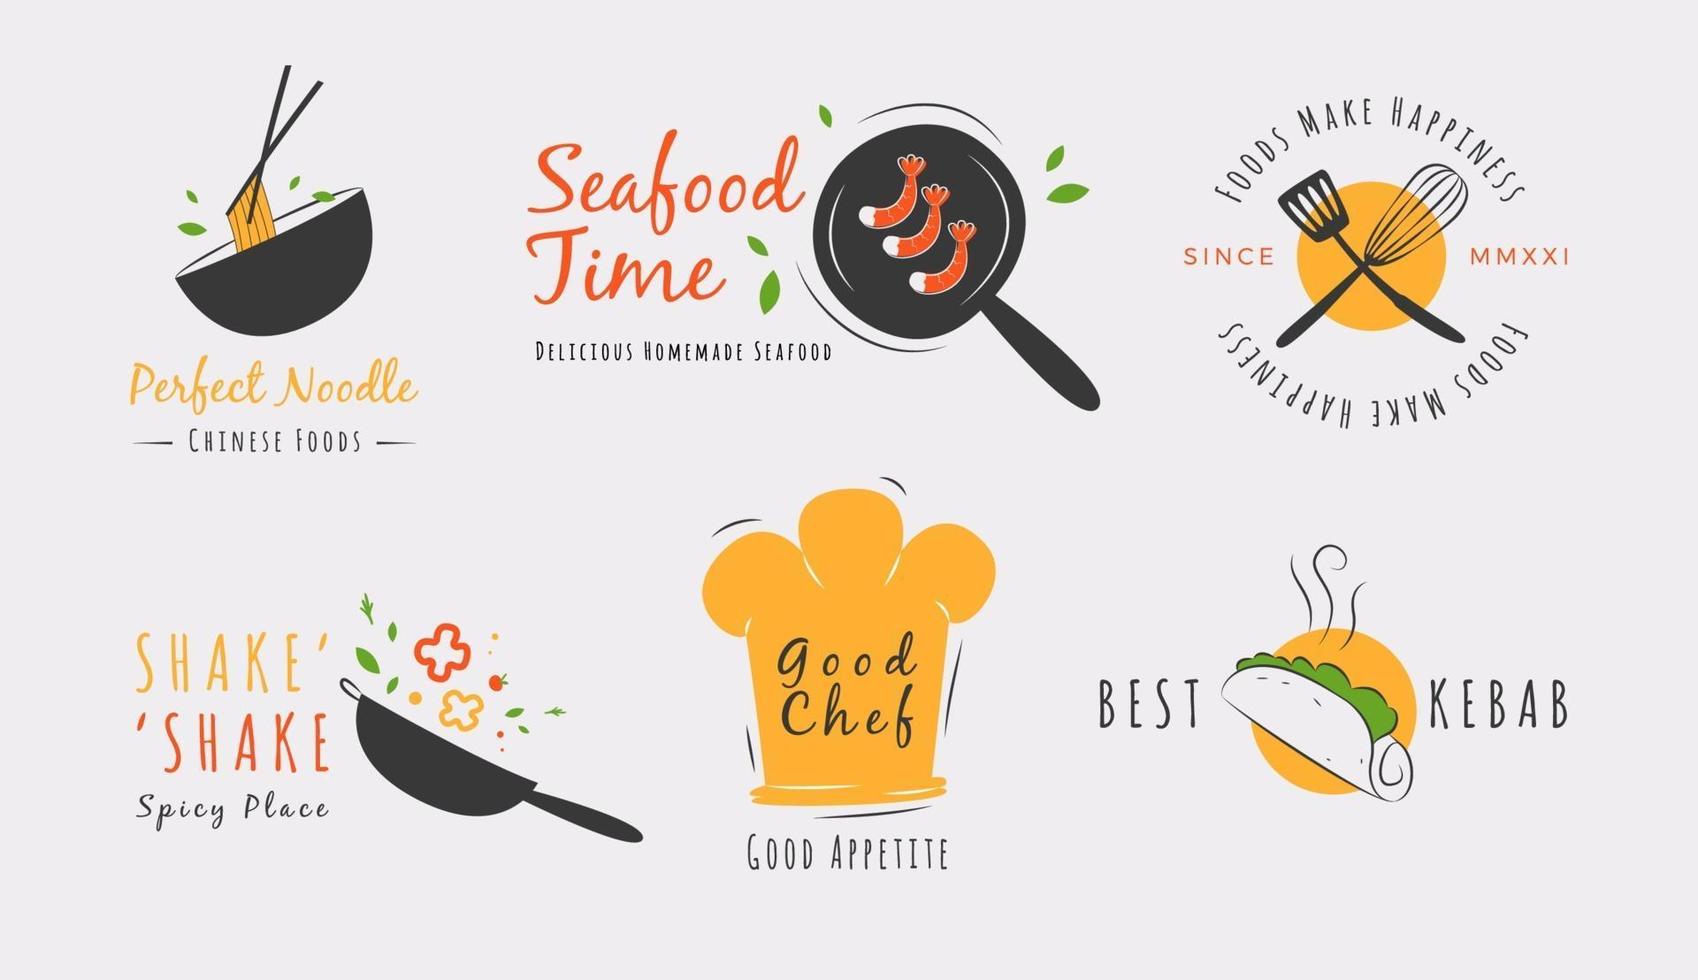 Perfect Noodle
CHINESE FOODS
Seafood
Time
DELICIOUS HOMEMADE SEAFOOD
FOODS MAKE HAPPINESS
SINCE MMXXI
FOODS MAKE HAPPINESS
SHAKE'
'SHAKE
Spicy Place
Good
Chef
GOOD APPETITE
BEST KEBAB